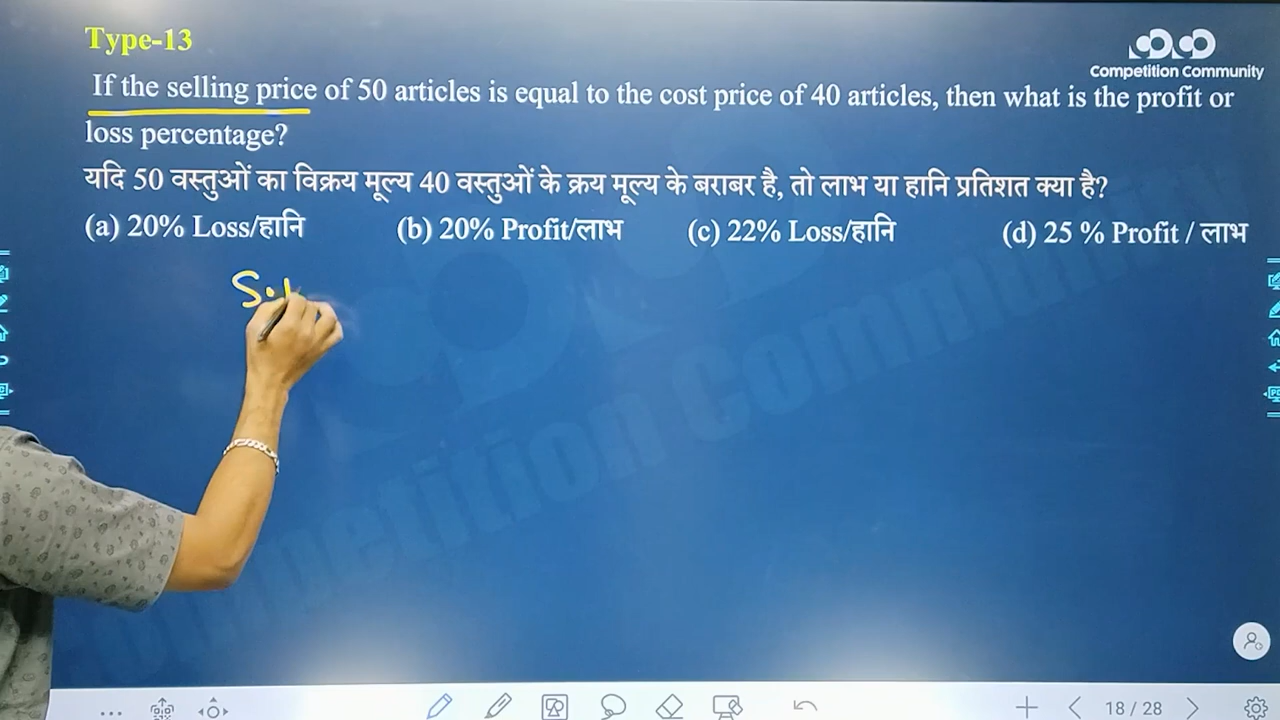 Type-13
Competition Community
If the selling price of 50 articles is equal to the cost price of 40 articles, then what is the profit or
loss percentage?
यदि 50 वस्तुओं का विक्रय मूल्य 40 वस्तुओं के क्रय मूल्य के बराबर है, तो लाभ या हानि प्रतिशत क्या है?
(a) 20% Loss/हानि (b) 20% Profit/लाभ (c) 22% Loss/हानि (d) 25 % Profit / लाभ
S.
Competition Community
18 / 28